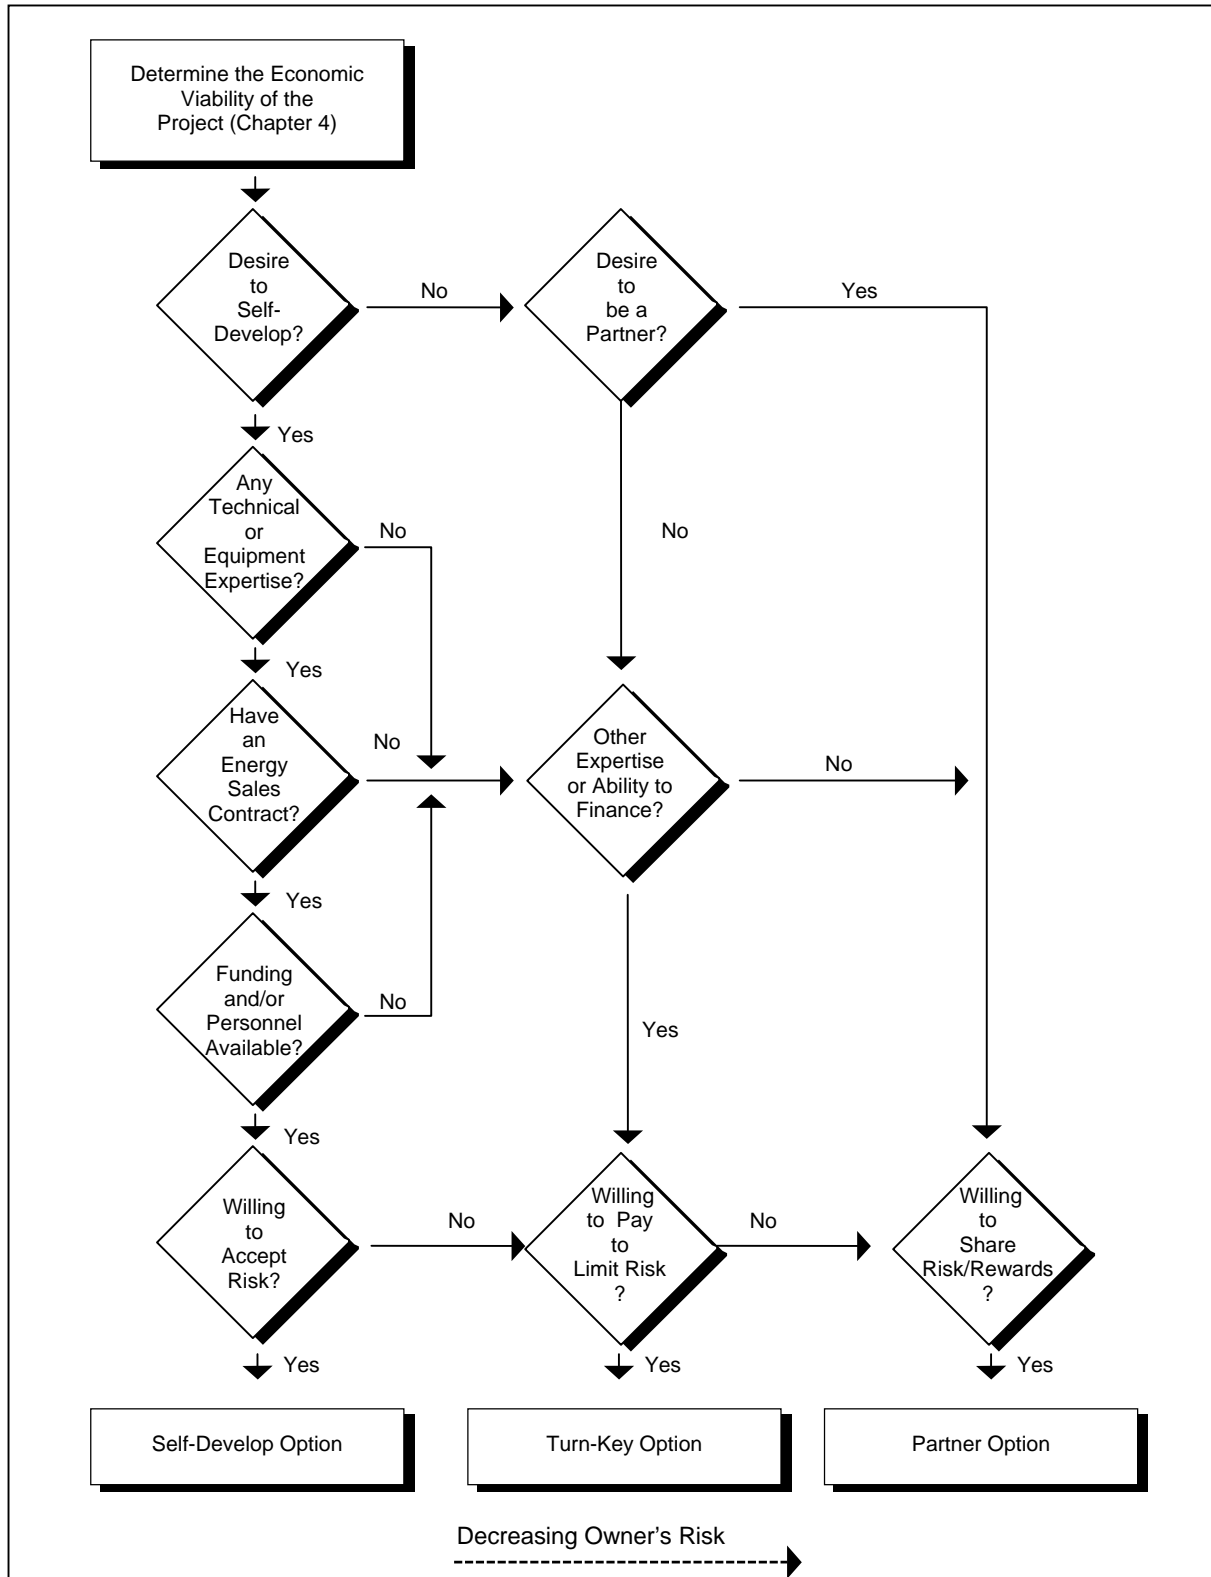 Determine the Economic
Viability of the
Project (Chapter 4)
Desire
to
Self-
Develop?
No
Desire
to
be a
Partner?
Yes
Yes
Any
Technical
or
Equipment
Expertise?
No
No
Yes
Have
an
Energy
Sales
Contract?
No
Other
Expertise
or Ability to
Finance?
No
Yes
Funding
and/or
Personnel
Available?
No
Yes
Yes
Willing
to
Accept
Risk?
No
Willing
to Pay
to
Limit Risk
?
No
Willing
to
Share
Risk/Rewards
?
Yes
Yes
Yes
Self-Develop Option
Turn-Key Option
Partner Option
Decreasing Owner's Risk